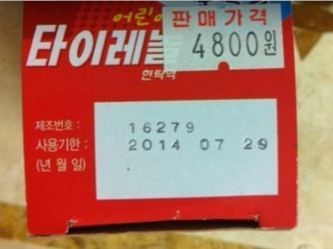 어린이
판매가격
타이레놀
4800원
현탁액
제조번호 : 16279
사용기한 : 2014 07 29
(년 월 일)